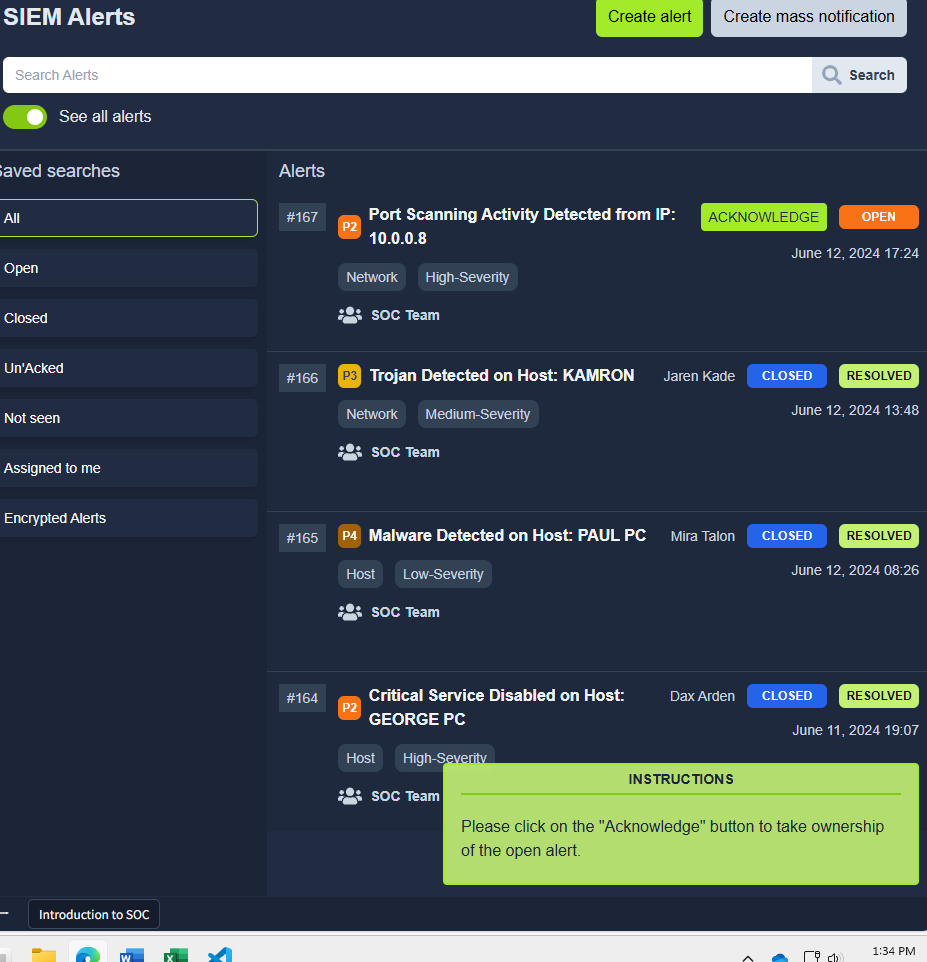 SIEM Alerts
Create alert
Create mass notification
Search Alerts
Search
See all alerts
Saved searches
All
Open
Closed
Un'Acked
Not seen
Assigned to me
Encrypted Alerts
Alerts
#167
P2
Port Scanning Activity Detected from IP:
10.0.0.8
ACKNOWLEDGE
OPEN
June 12, 2024 17:24
Network
High-Severity
SOC Team
#166
P3
Trojan Detected on Host: KAMRON
Jaren Kade
CLOSED
RESOLVED
June 12, 2024 13:48
Network
Medium-Severity
SOC Team
#165
P4
Malware Detected on Host: PAUL PC
Mira Talon
CLOSED
RESOLVED
June 12, 2024 08:26
Host
Low-Severity
SOC Team
#164
P2
Critical Service Disabled on Host:
GEORGE PC
Dax Arden
CLOSED
RESOLVED
June 11, 2024 19:07
Host
High-Severity
SOC Team
INSTRUCTIONS
Please click on the "Acknowledge" button to take ownership
of the open alert.
Introduction to SOC
1:34 PM